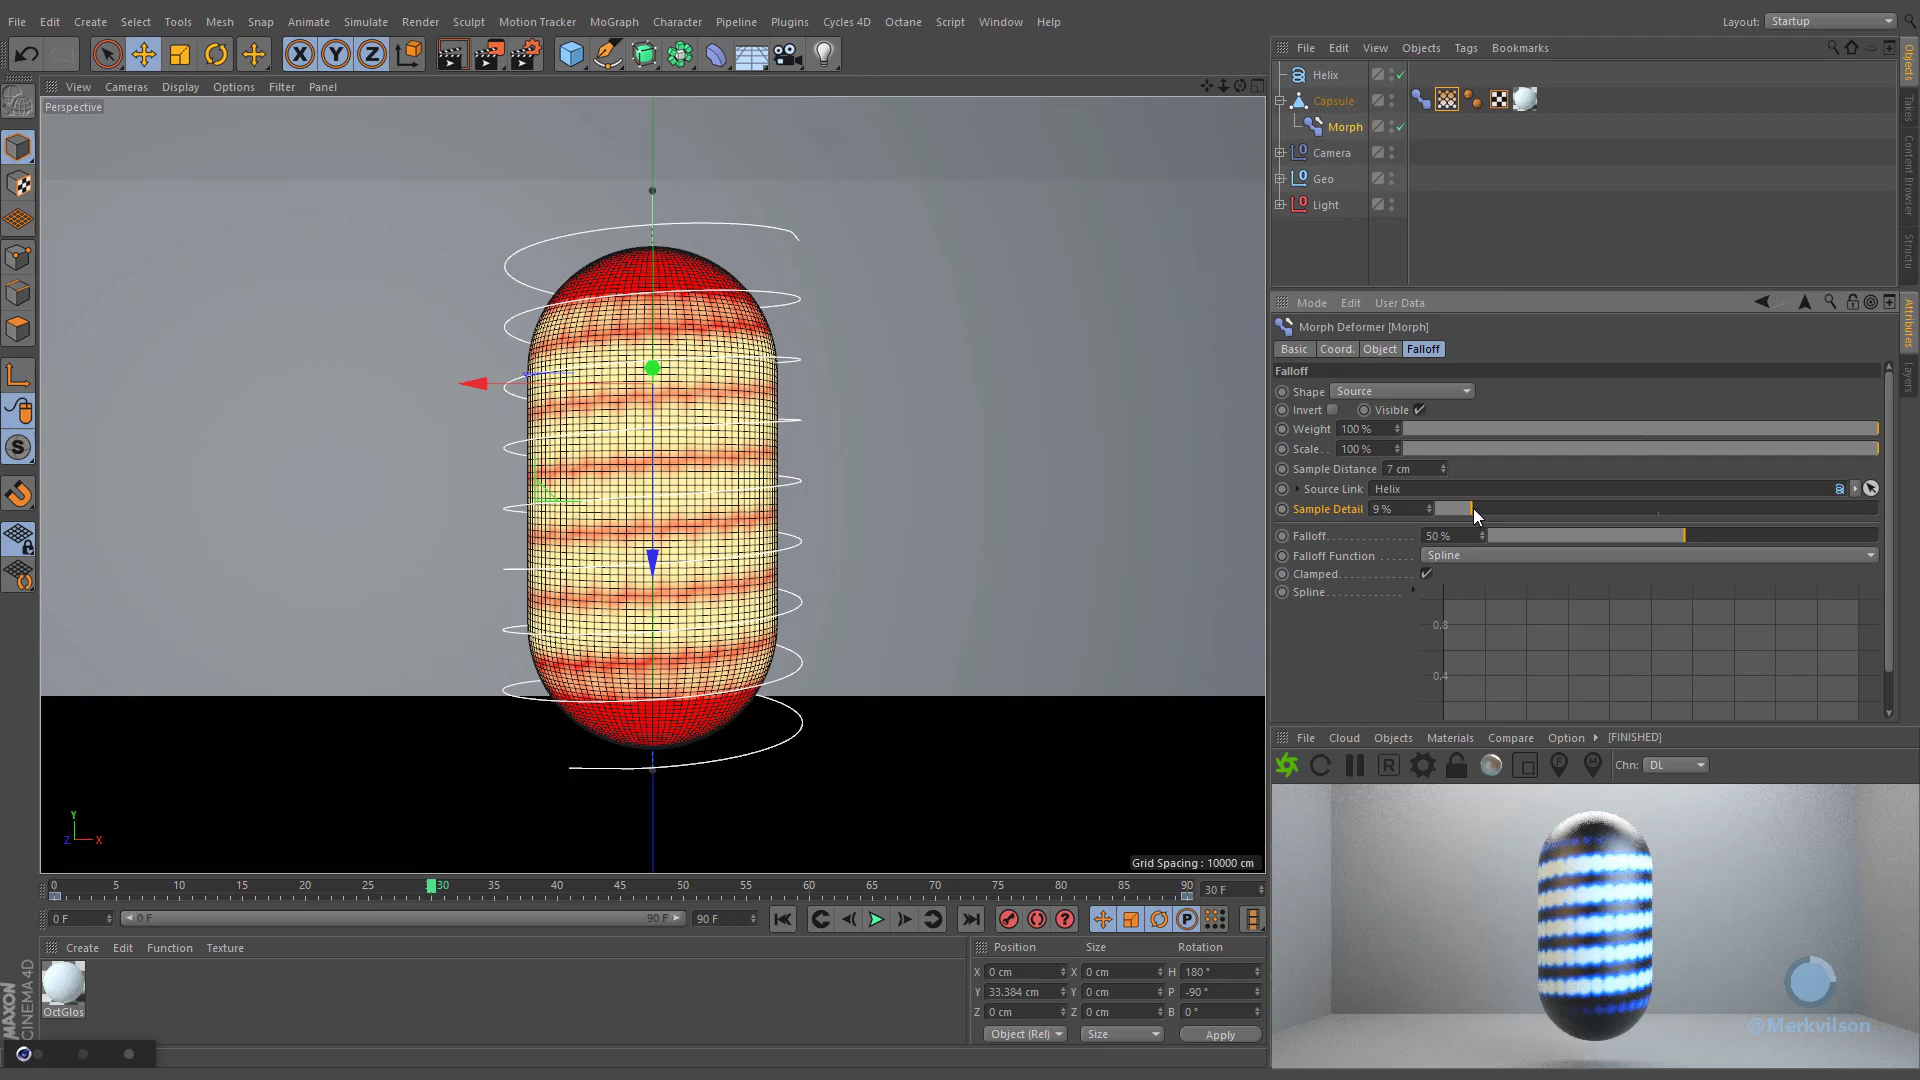 File Edit Create Select Tools Mesh Snap Animate Simulate Render Sculpt Motion Tracker MoGraph Character Pipeline Plugins Cycles 4D Octane Script Window Help Layout: Startup
File Edit View Objects Tags Bookmarks
Helix
Capsule
Morph
Camera
Geo
Light
Objects
Takes
Content Browser
Structu
View Cameras Display Options Filter Panel
Perspective
Grid Spacing : 10000 cm
Y
Z
X
Mode Edit User Data
Morph Deformer [Morph]
Basic Coord. Object Falloff
Falloff
Shape Source
Invert Visible
Weight 100 %
Scale. . 100 %
Sample Distance 7 cm
Source Link Helix
Sample Detail 9 %
Falloff. . . . . . . . . . . . . . 50 %
Falloff Function . . . . . . Spline
Clamped. . . . . . . . . . . .
Spline. . . . . . . . . . . . .
0.8
0.4
Attributes
Layers
File Cloud Objects Materials Compare Option [FINISHED]
Chn: DL
@Merkvilson
0 5 10 15 20 25 30 35 40 45 50 55 60 65 70 75 80 85 90 30 F
0 F 0 F 90 F 90 F
Create Edit Function Texture
OctGlos
MAXON
CINEMA 4D
Position Size Rotation
X 0 cm X 0 cm H 180 °
Y 33.384 cm Y 0 cm P -90 °
Z 0 cm Z 0 cm B 0 °
Object (Rel) Size Apply